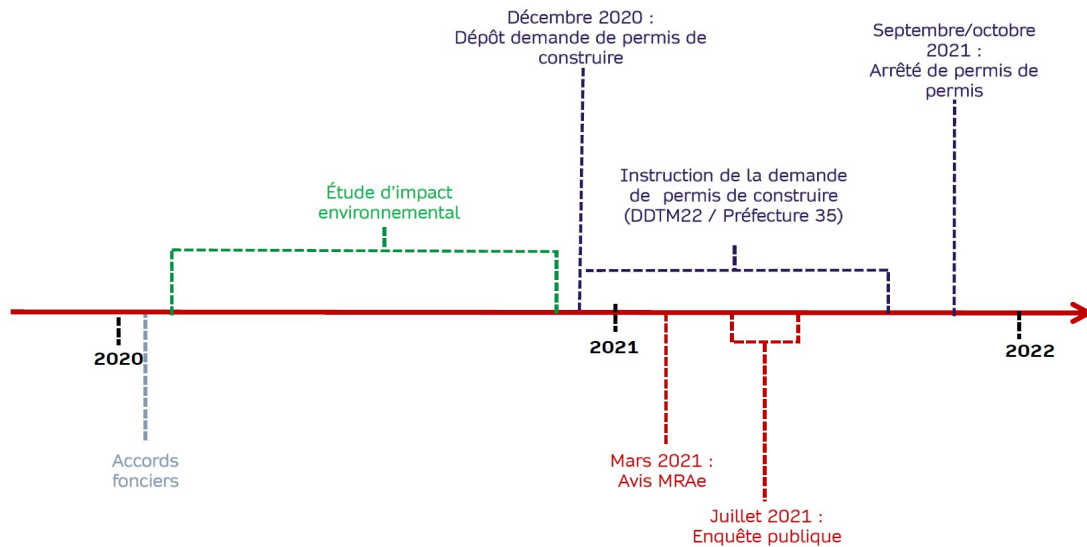 Décembre 2020 :
Dépôt demande de permis de
construire
Septembre/octobre
2021 :
Arrêté de permis de
permis
Étude d'impact
environnemental
Instruction de la demande
de permis de construire
(DDTM22 / Préfecture 35)
2020
2021
2022
Accords
fonciers
Mars 2021 :
Avis MRAe
Juillet 2021 :
Enquête publique